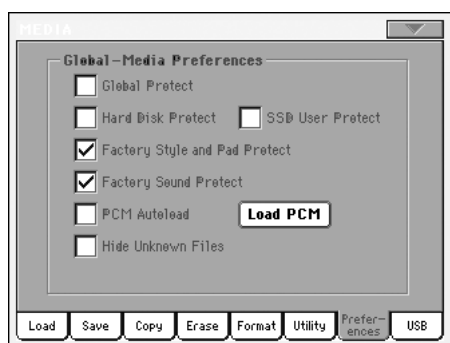 MEDIA
Global-Media Preferences
Global Protect
Hard Disk Protect SSD User Protect
Factory Style and Pad Protect
Factory Sound Protect
PCM Autoload Load PCM
Hide Unknown Files
Load Save Copy Erase Format Utility Prefer-ences USB